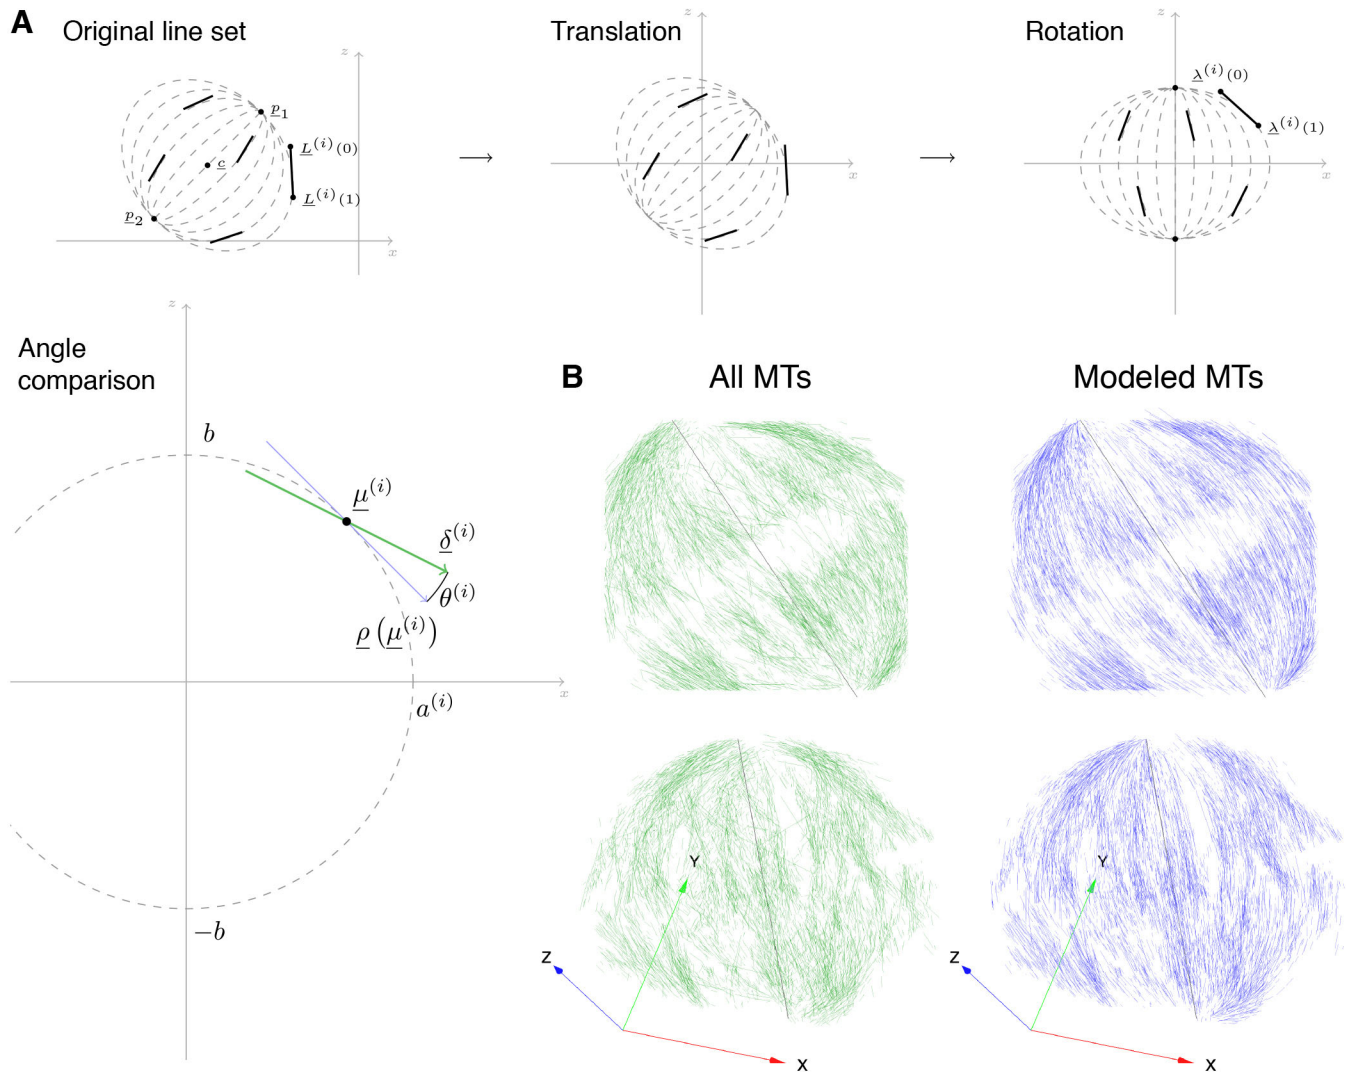 A
Original line set
z
p₁
L⁽ⁱ⁾(0)
c
L⁽ⁱ⁾(1)
p₂
x
Translation
z
x
Rotation
z
λ⁽ⁱ⁾(0)
λ⁽ⁱ⁾(1)
x
Angle
comparison
z
b
μ⁽ⁱ⁾
δ⁽ⁱ⁾
θ⁽ⁱ⁾
ρ (μ⁽ⁱ⁾)
x
a⁽ⁱ⁾
−b
B
All MTs
Modeled MTs
Y
Z
X
Y
Z
X